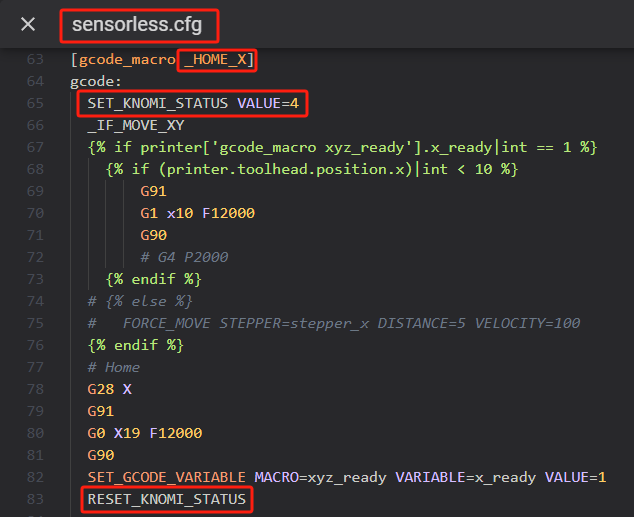 sensorless.cfg
63 [gcode_macro _HOME_X]
64 gcode:
65 SET_KNOMI_STATUS VALUE=4
66 _IF_MOVE_XY
67 {% if printer['gcode_macro xyz_ready'].x_ready|int == 1 %}
68 {% if (printer.toolhead.position.x)|int < 10 %}
69 G91
70 G1 x10 F12000
71 G90
72 # G4 P2000
73 {% endif %}
74 # {% else %}
75 # FORCE_MOVE STEPPER=stepper_x DISTANCE=5 VELOCITY=100
76 {% endif %}
77 # Home
78 G28 X
79 G91
80 G0 X19 F12000
81 G90
82 SET_GCODE_VARIABLE MACRO=xyz_ready VARIABLE=x_ready VALUE=1
83 RESET_KNOMI_STATUS